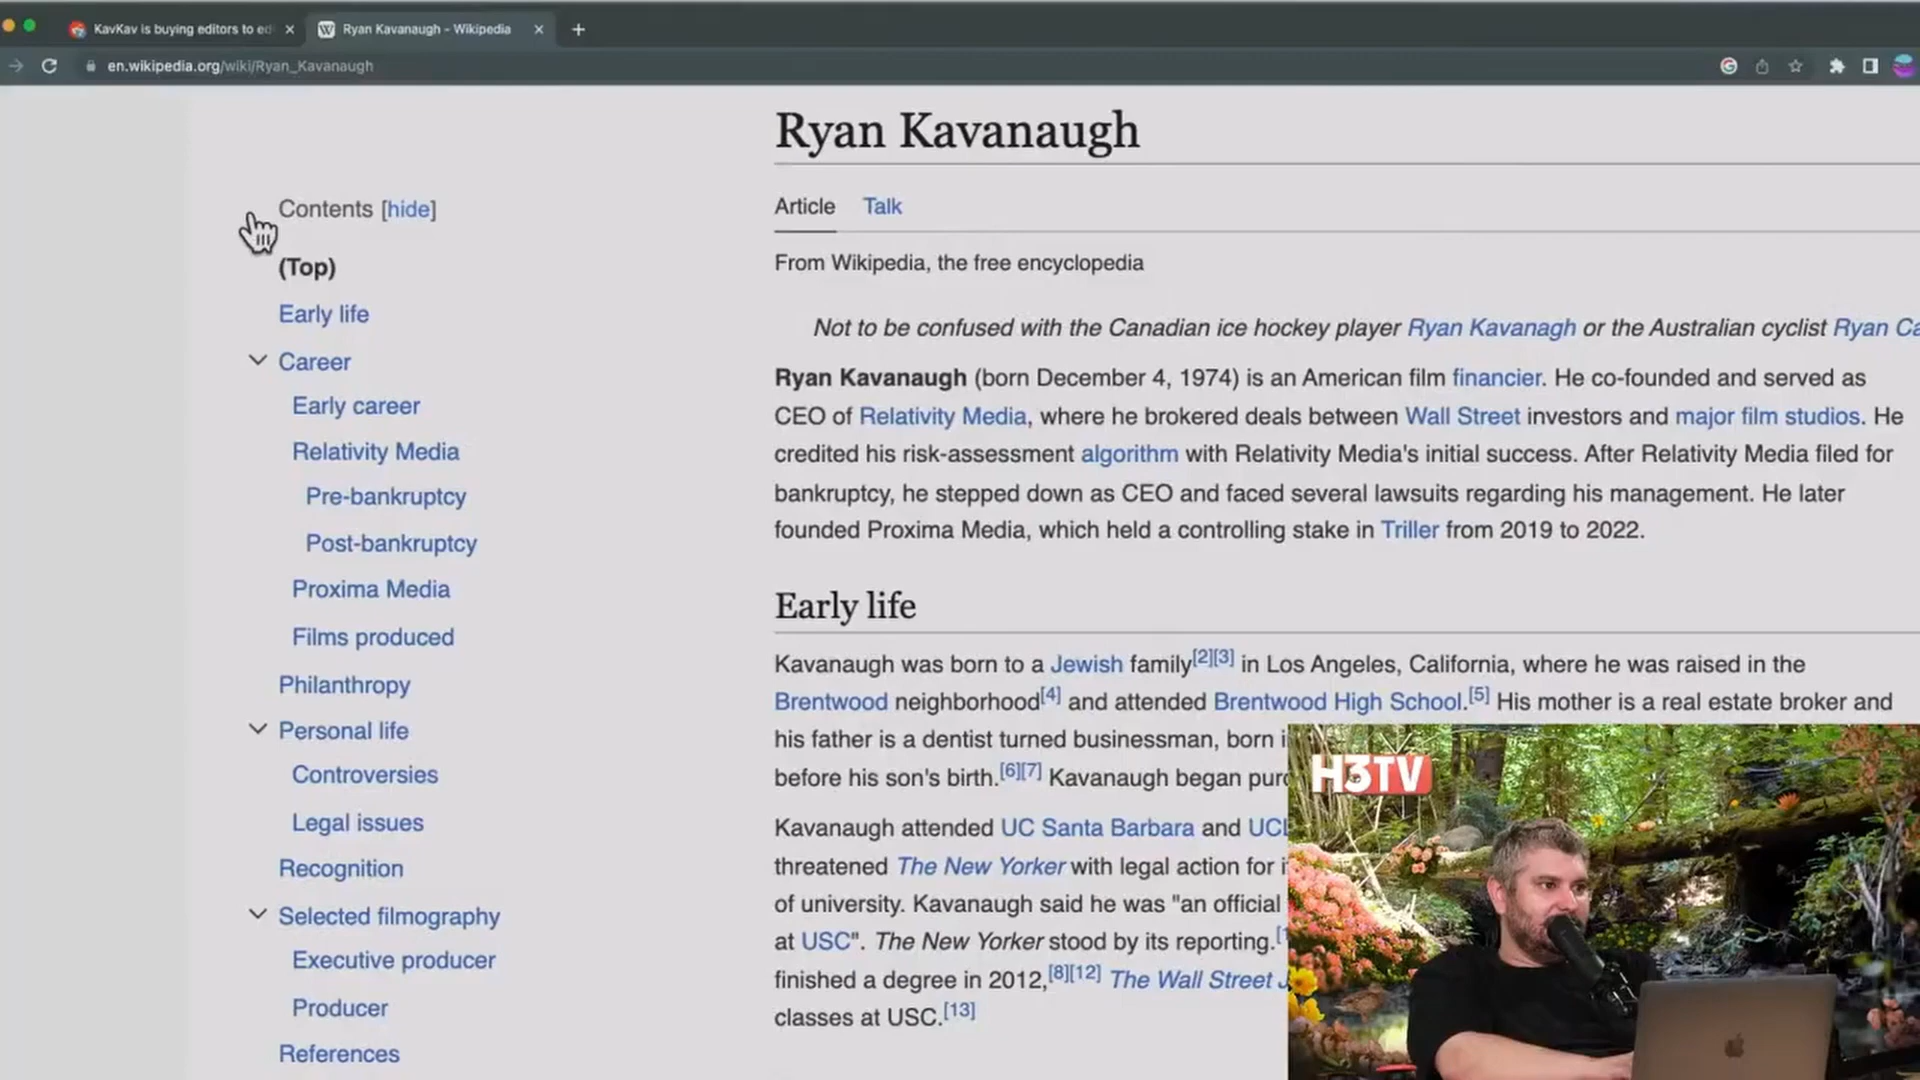 KavKav is buying editors to ed
Ryan Kavanaugh - Wikipedia
en.wikipedia.org/wiki/Ryan_Kavanaugh
Ryan Kavanaugh
Contents [hide]
(Top)
Early life
Career
Early career
Relativity Media
Pre-bankruptcy
Post-bankruptcy
Proxima Media
Films produced
Philanthropy
Personal life
Controversies
Legal issues
Recognition
Selected filmography
Executive producer
Producer
References
Article Talk
From Wikipedia, the free encyclopedia
Not to be confused with the Canadian ice hockey player Ryan Kavanagh or the Australian cyclist Ryan Ca
Ryan Kavanaugh (born December 4, 1974) is an American film financier. He co-founded and served as
CEO of Relativity Media, where he brokered deals between Wall Street investors and major film studios. He
credited his risk-assessment algorithm with Relativity Media's initial success. After Relativity Media filed for
bankruptcy, he stepped down as CEO and faced several lawsuits regarding his management. He later
founded Proxima Media, which held a controlling stake in Triller from 2019 to 2022.
Early life
Kavanaugh was born to a Jewish family[2][3] in Los Angeles, California, where he was raised in the
Brentwood neighborhood[4] and attended Brentwood High School.[5] His mother is a real estate broker and
his father is a dentist turned businessman, born i
before his son's birth.[6][7] Kavanaugh began purc
Kavanaugh attended UC Santa Barbara and UCL
threatened The New Yorker with legal action for i
of university. Kavanaugh said he was "an official
at USC". The New Yorker stood by its reporting.[1
finished a degree in 2012,[8][12] The Wall Street J
classes at USC.[13]
H3TV